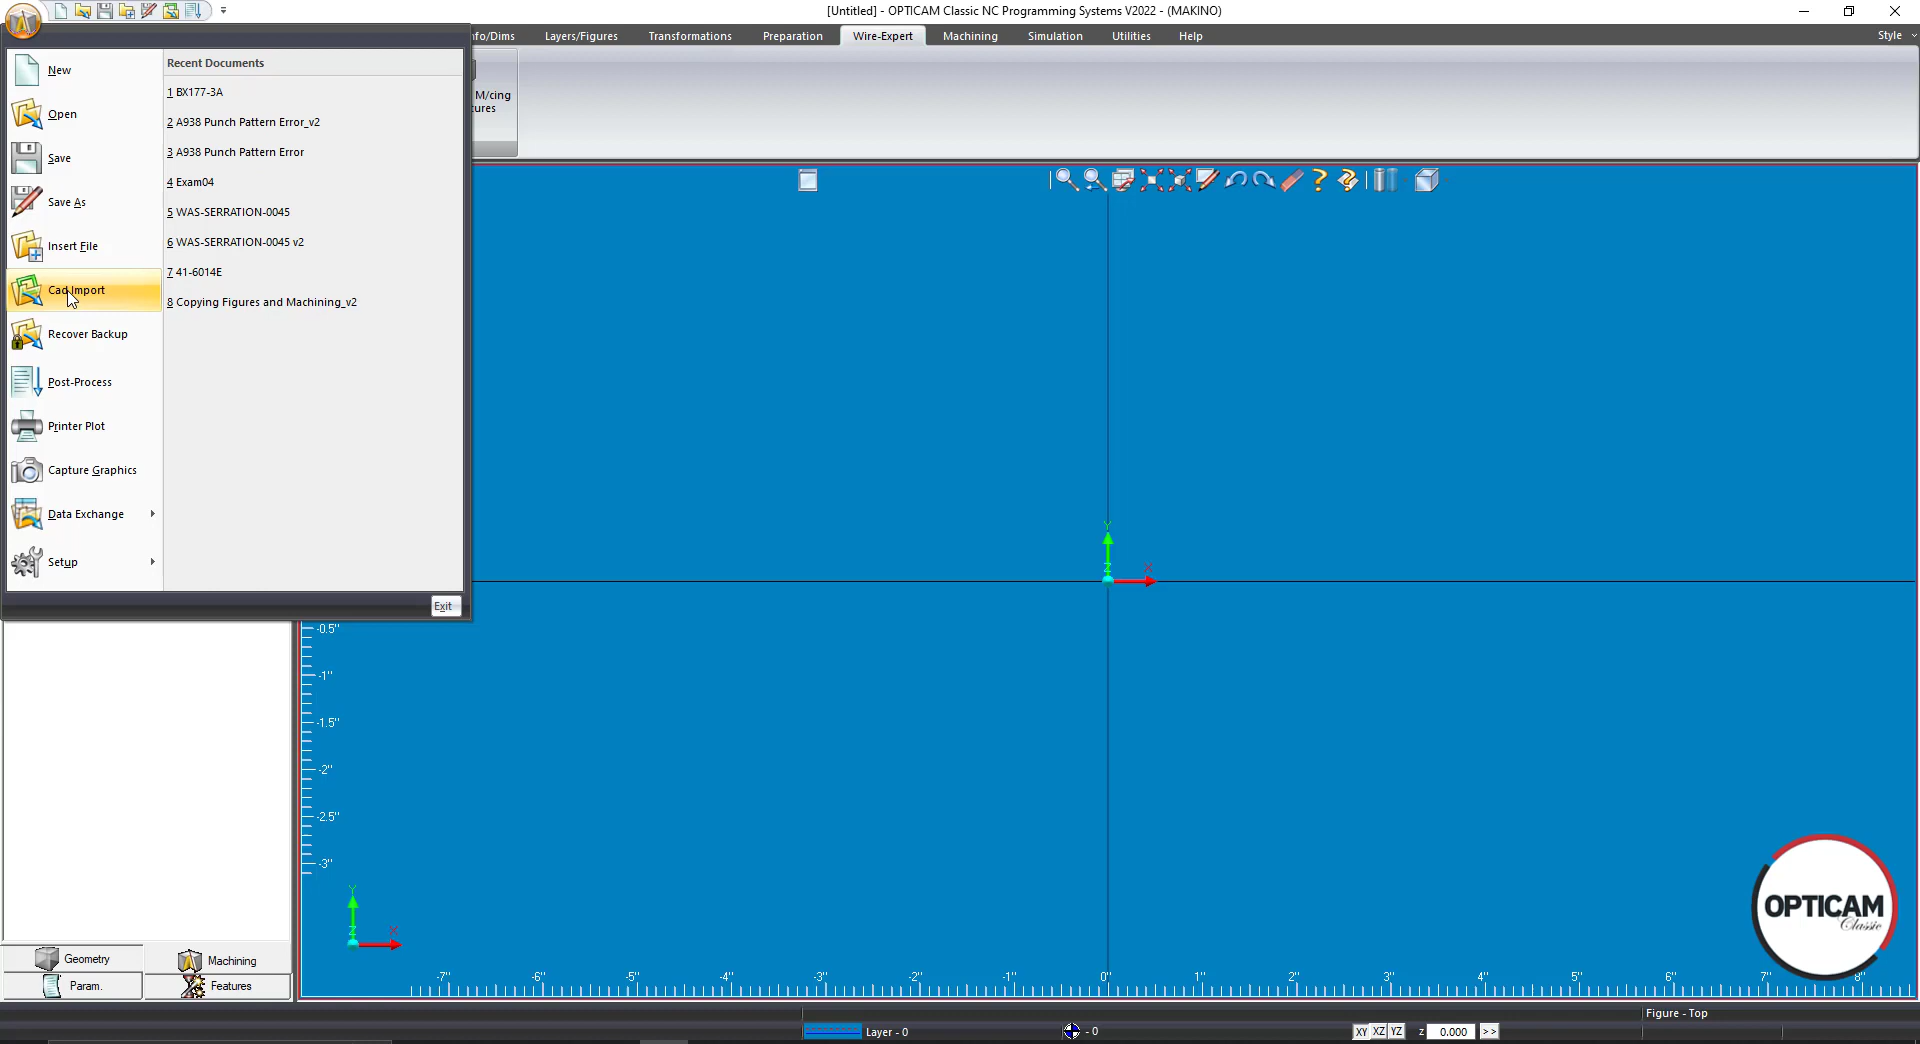 [Untitled] - OPTICAM Classic NC Programming Systems V2022 - (MAKINO)
nfo/Dims Layers/Figures Transformations Preparation Wire-Expert Machining Simulation Utilities Help Style
M/cing
tures
Recent Documents
New
Open
Save
Save As
Insert File
Cad Import
Recover Backup
Post-Process
Printer Plot
Capture Graphics
Data Exchange
Setup
1 BX177-3A
2 A938 Punch Pattern Error_v2
3 A938 Punch Pattern Error
4 Exam04
5 WAS-SERRATION-0045
6 WAS-SERRATION-0045 v2
7 41-6014E
8 Copying Figures and Machining_v2
Exit
Y
Z X
-0.5"
-1"
-1.5"
-2"
-2.5"
-3"
Y
Z X
OPTICAM
Classic
-7" -6" -5" -4" -3" -2" -1" 0" 1" 2" 3" 4" 5" 6" 7" 8"
Geometry Machining
Param. Features
Figure - Top
Layer - 0 - 0 XY XZ YZ z 0.000 >>